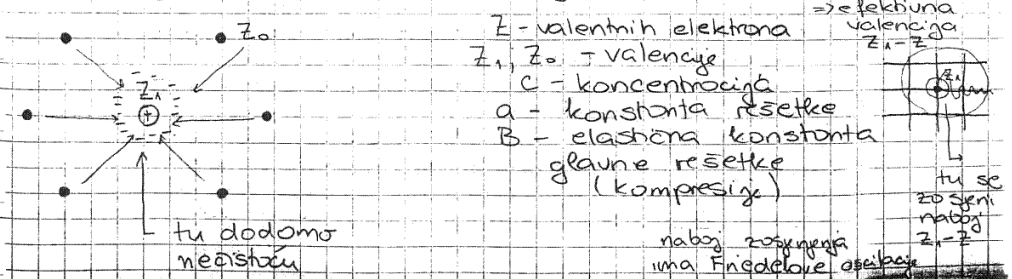 => efektivna
valencija
Z₁-Z
Z₀
Z₁
Z - valentnih elektrona
Z₁, Z₀ - valencije
c - koncentracija
a - konstanta rešetke
B - elastična konstanta
glavne rešetke
(kompresije)
Z₁
tu dodamo
nečistoću
tu se
zasjeni
naboj
Z₁-Z
naboj zasjenjenja
ima Friedelove oscilacije